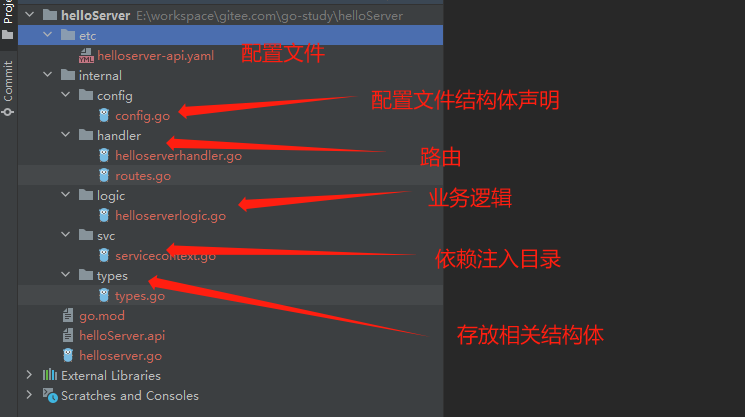 Proje
Commit
helloServer E:\workspace\gitee.com\go-study\helloServer
etc
helloserver-api.yaml 配置文件
internal
config
config.go 配置文件结构体声明
handler
helloserverhandler.go 路由
routes.go
logic 业务逻辑
helloserverlogic.go
svc
servicecontext.go 依赖注入目录
types
types.go
go.mod
helloServer.api 存放相关结构体
helloserver.go
External Libraries
Scratches and Consoles